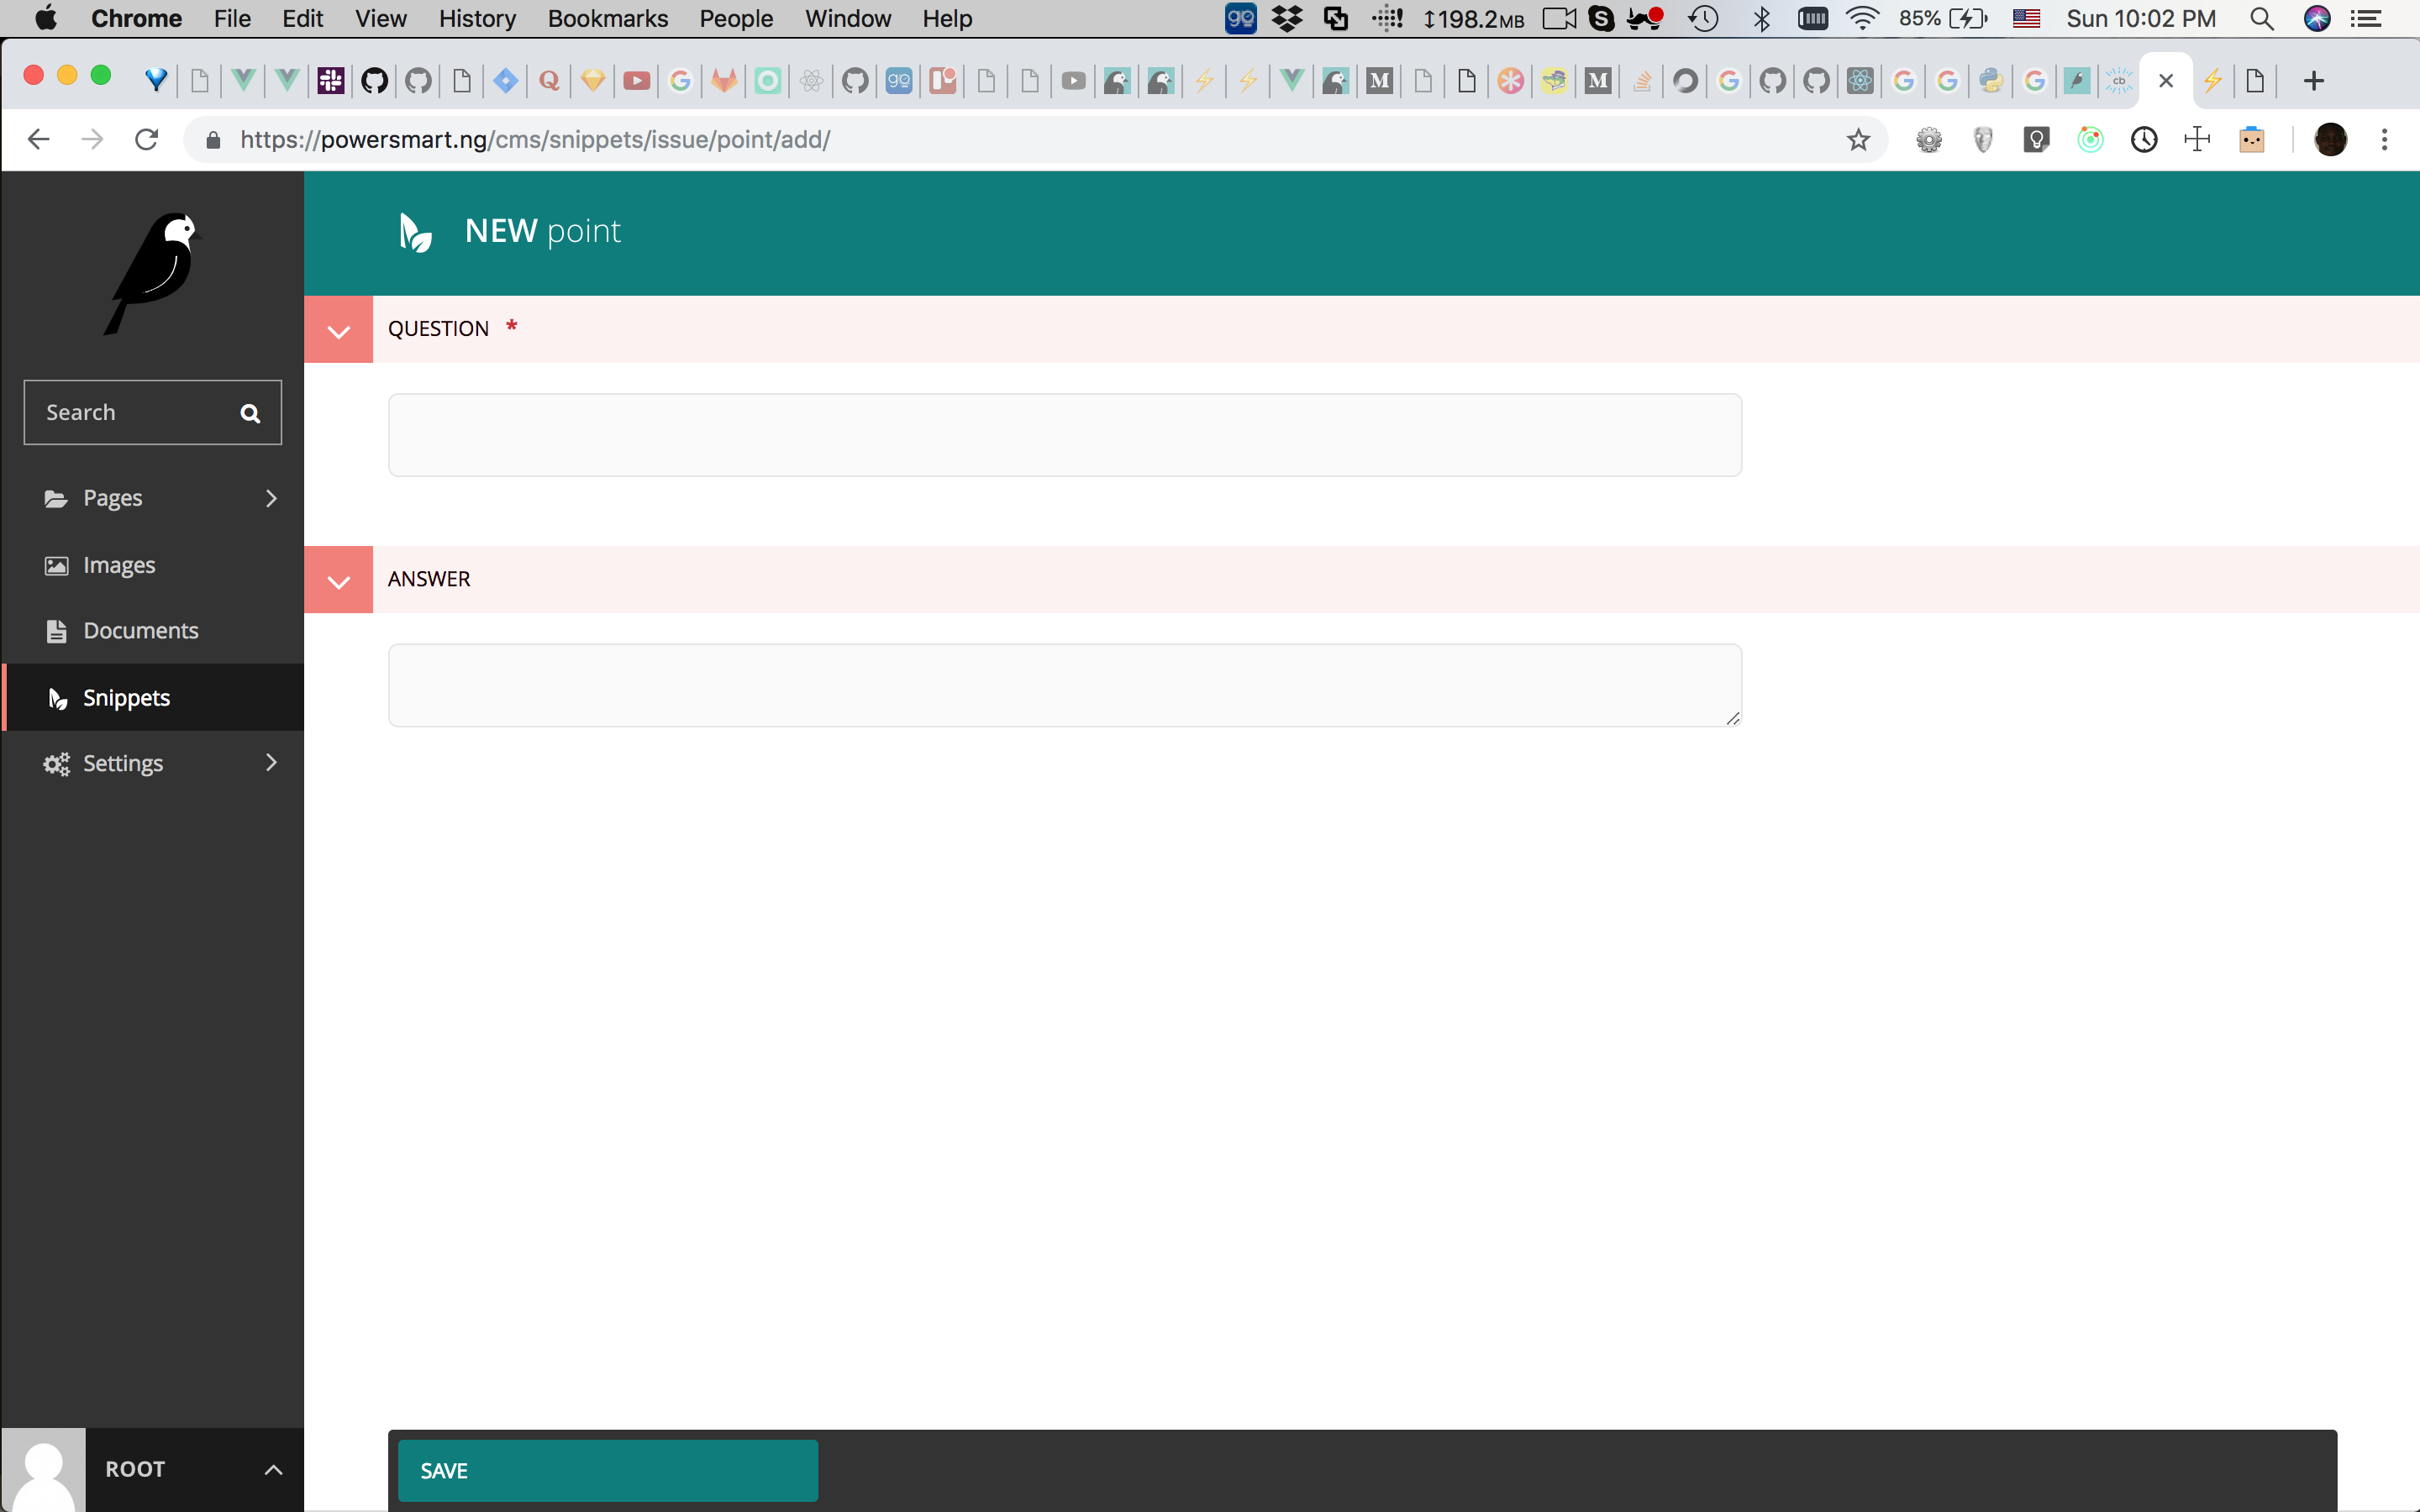 Chrome File Edit View History Bookmarks People Window Help
198.2MB
85%
Sun 10:02 PM
https://powersmart.ng/cms/snippets/issue/point/add/
NEW point
QUESTION *
Search
Pages
Images
ANSWER
Documents
Snippets
Settings
ROOT
SAVE